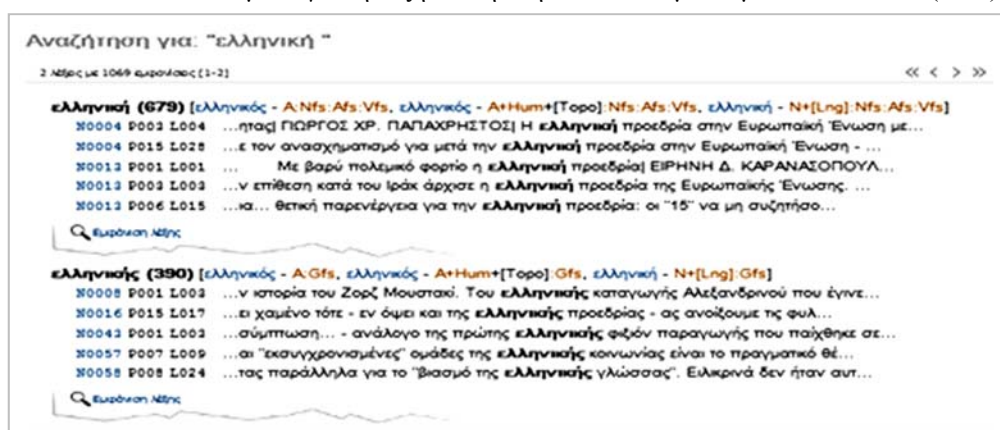 Αναζήτηση για: "ελληνική "
2 λέξεις με 1069 εμφανίσεις [1-2]
ελληνική (679) [ελληνικός - A:Nfs:Afs:Vfs, ελληνικός - A+Hum+[Topo]:Nfs:Afs:Vfs, ελληνική - N+[Lng]:Nfs:Afs:Vfs]
N0004 P003 L004 ...ητας| ΓΙΩΡΓΟΣ ΧΡ. ΠΑΠΑΧΡΗΣΤΟΣ| Η ελληνική προεδρία στην Ευρωπαϊκή Ένωση με...
N0004 P015 L028 ...ε τον ανασχηματισμό για μετά την ελληνική προεδρία στην Ευρωπαϊκή Ένωση - ...
N0013 P001 L001 ... Με βαρύ πολεμικό φορτίο η ελληνική προεδρία| ΕΙΡΗΝΗ Δ. ΚΑΡΑΝΑΣΟΠΟΥΛ...
N0013 P003 L003 ...ν επίθεση κατά του Ιράκ άρχισε η ελληνική προεδρία της Ευρωπαϊκής Ένωσης. ...
N0013 P006 L015 ...ια... θετική παρενέργεια για την ελληνική προεδρία: οι "15" να μη συζητήσο...
Εμφάνιση λέξης
ελληνικής (390) [ελληνικός - A:Gfs, ελληνικός - A+Hum+[Topo]:Gfs, ελληνική - N+[Lng]:Gfs]
N0008 P001 L003 ...ν ιστορία του Ζορζ Μουστακί. Του ελληνικής καταγωγής Αλεξανδρινού που έγινε...
N0016 P015 L017 ...ει χαμένο τότε - εν όψει και της ελληνικής προεδρίας - ας ανοίξουμε τις φυλ...
N0043 P001 L003 ...σύμπτωση... - ανάλογο της πρώτης ελληνικής φιξιόν παραγωγής που παίχθηκε σε...
N0057 P007 L009 ...αι "εκσυγχρονισμένες" ομάδες της ελληνικής κοινωνίας είναι το πραγματικό θέ...
N0058 P008 L024 ...τας παράλληλα για το "βιασμό της ελληνικής γλώσσας". Ειλικρινά δεν ήταν αυτ...
Εμφάνιση λέξης